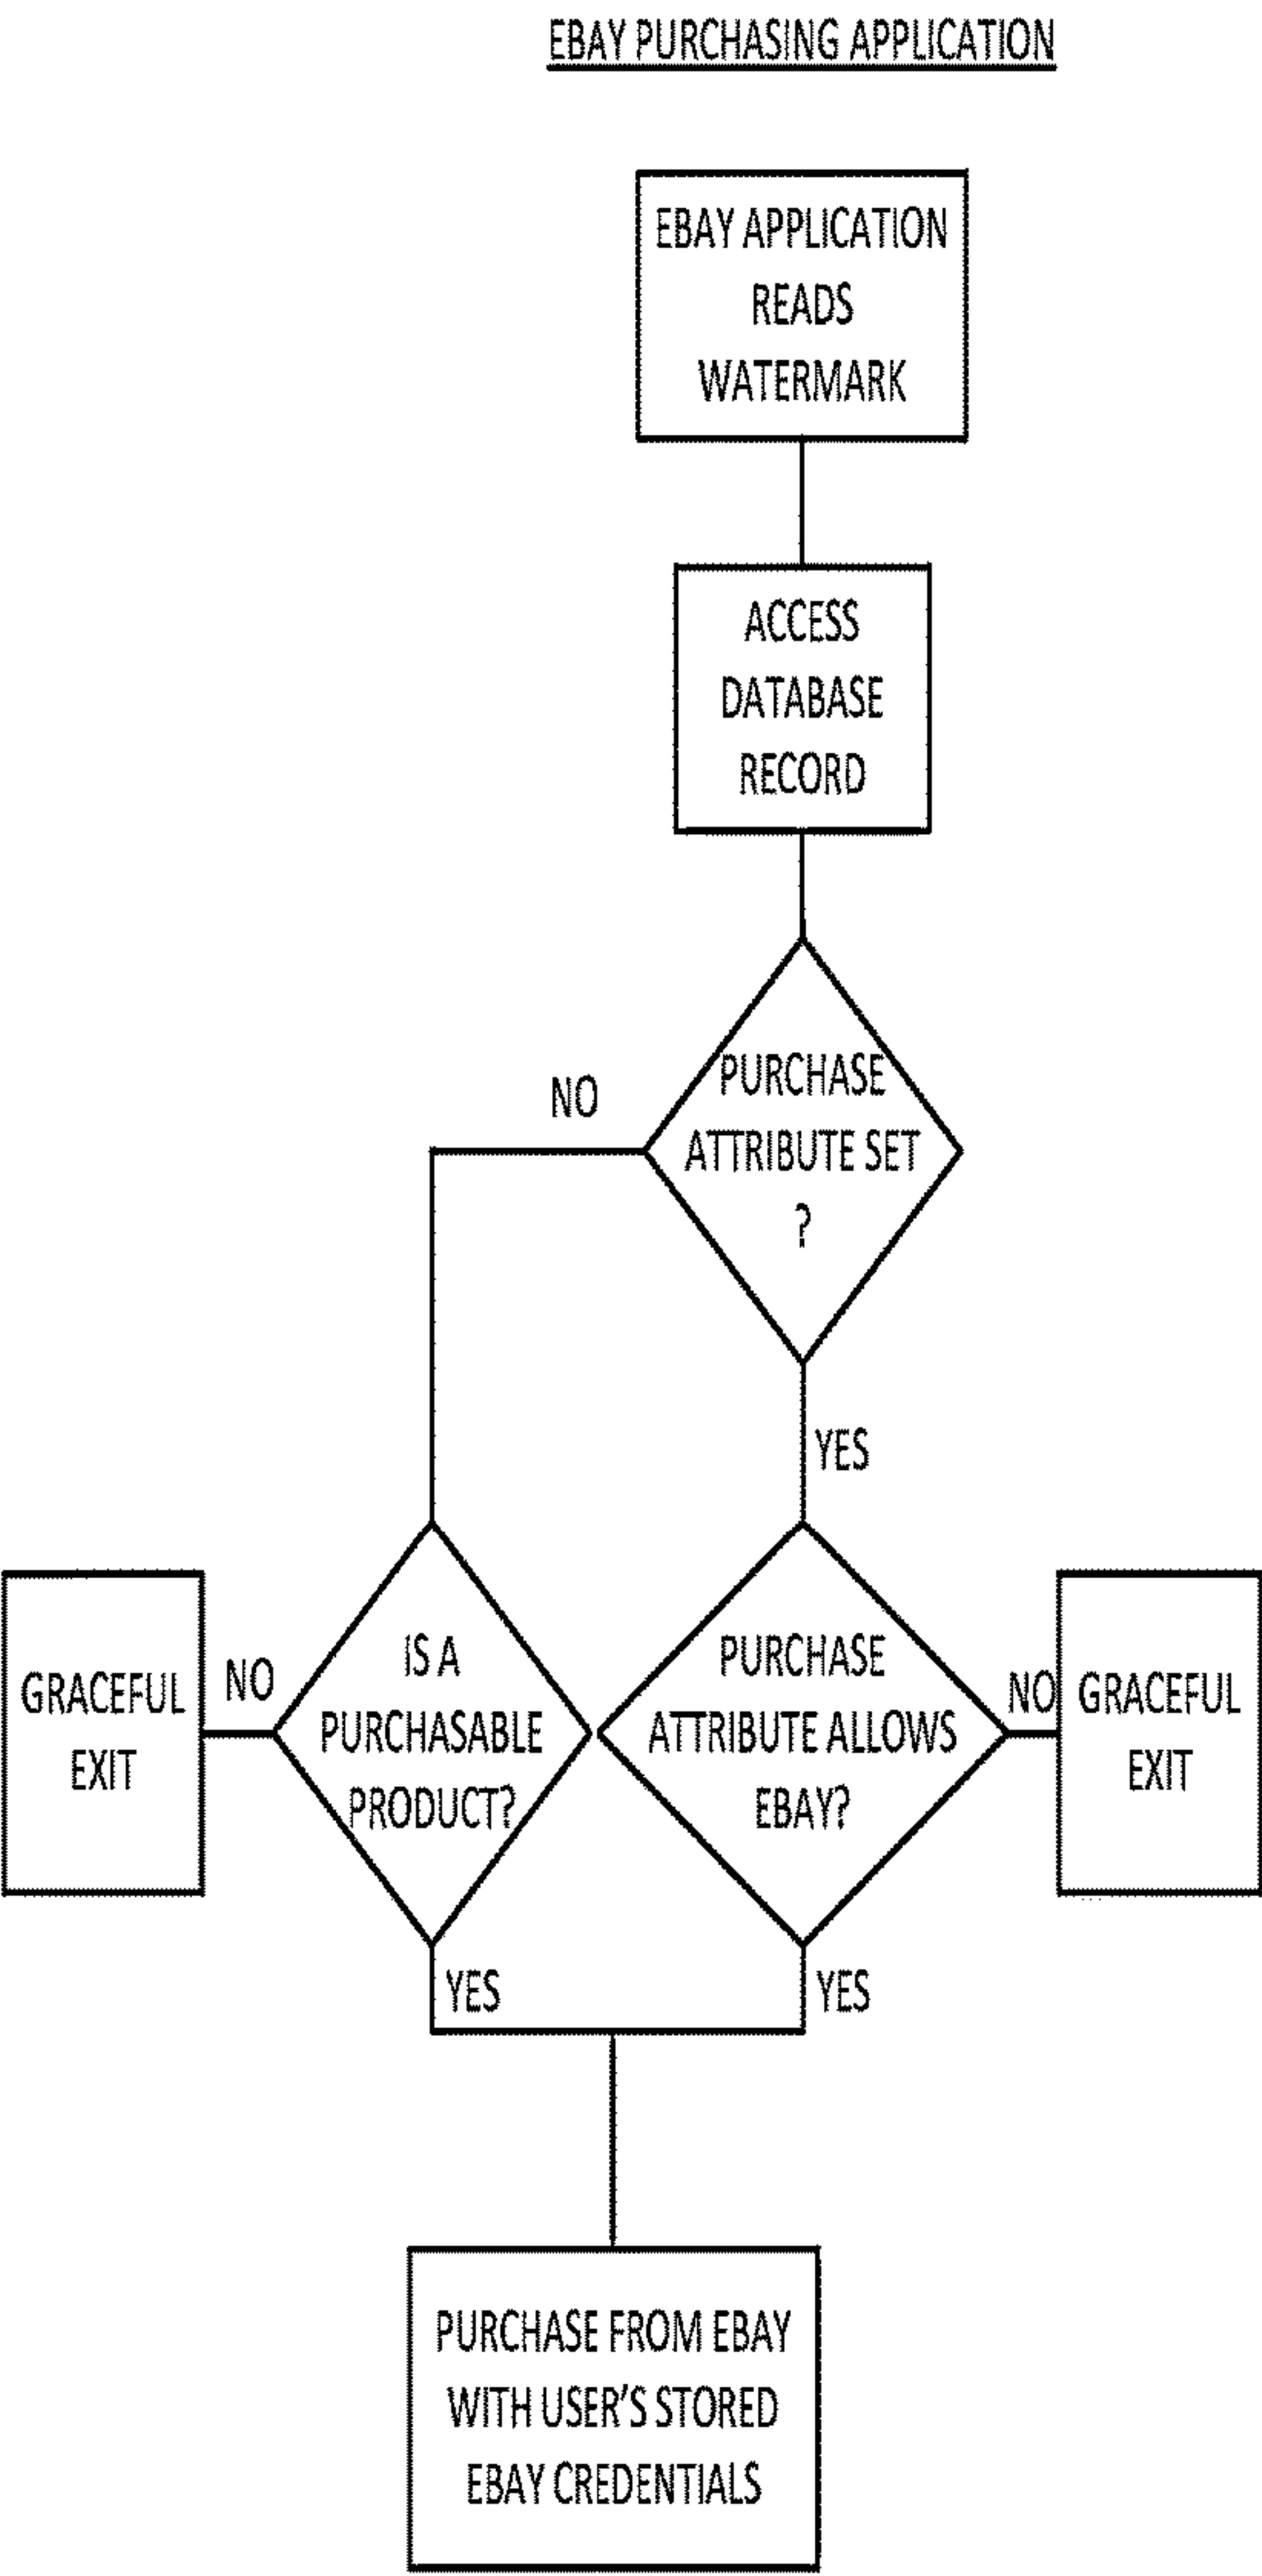 EBAY PURCHASING APPLICATION
EBAY APPLICATION
READS
WATERMARK
ACCESS
DATABASE
RECORD
PURCHASE
ATTRIBUTE SET
?
NO
YES
IS A
PURCHASABLE
PRODUCT?
NO
GRACEFUL
EXIT
YES
PURCHASE
ATTRIBUTE ALLOWS
EBAY?
NO
GRACEFUL
EXIT
YES
PURCHASE FROM EBAY
WITH USER'S STORED
EBAY CREDENTIALS